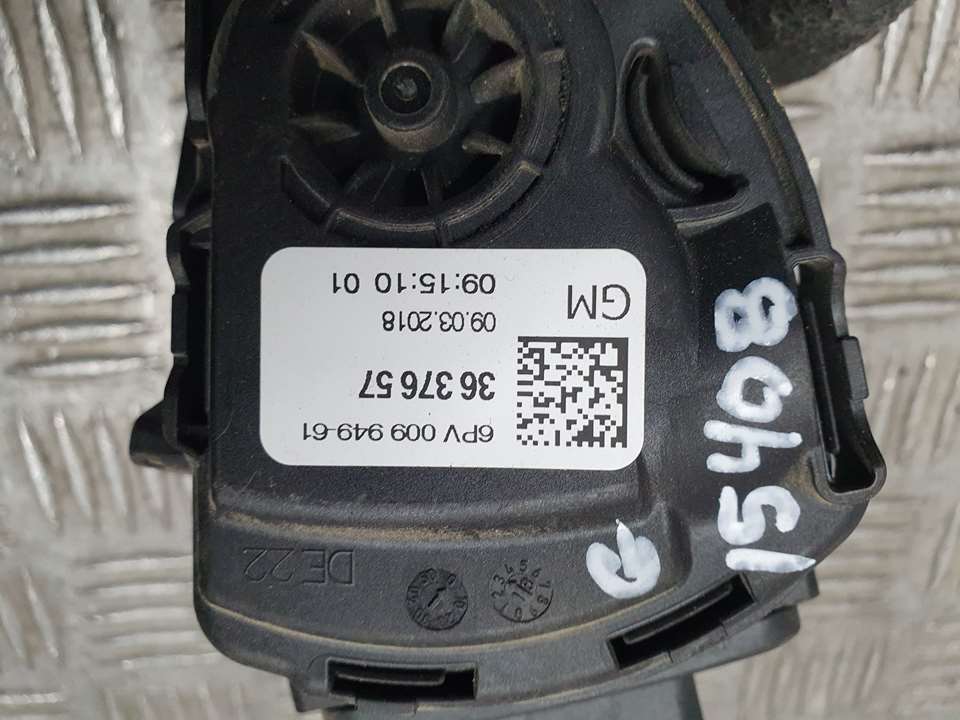 6PV 009 949-61
36 376 57
09.03.2018
09:15:10 01
GM
DE22
15408